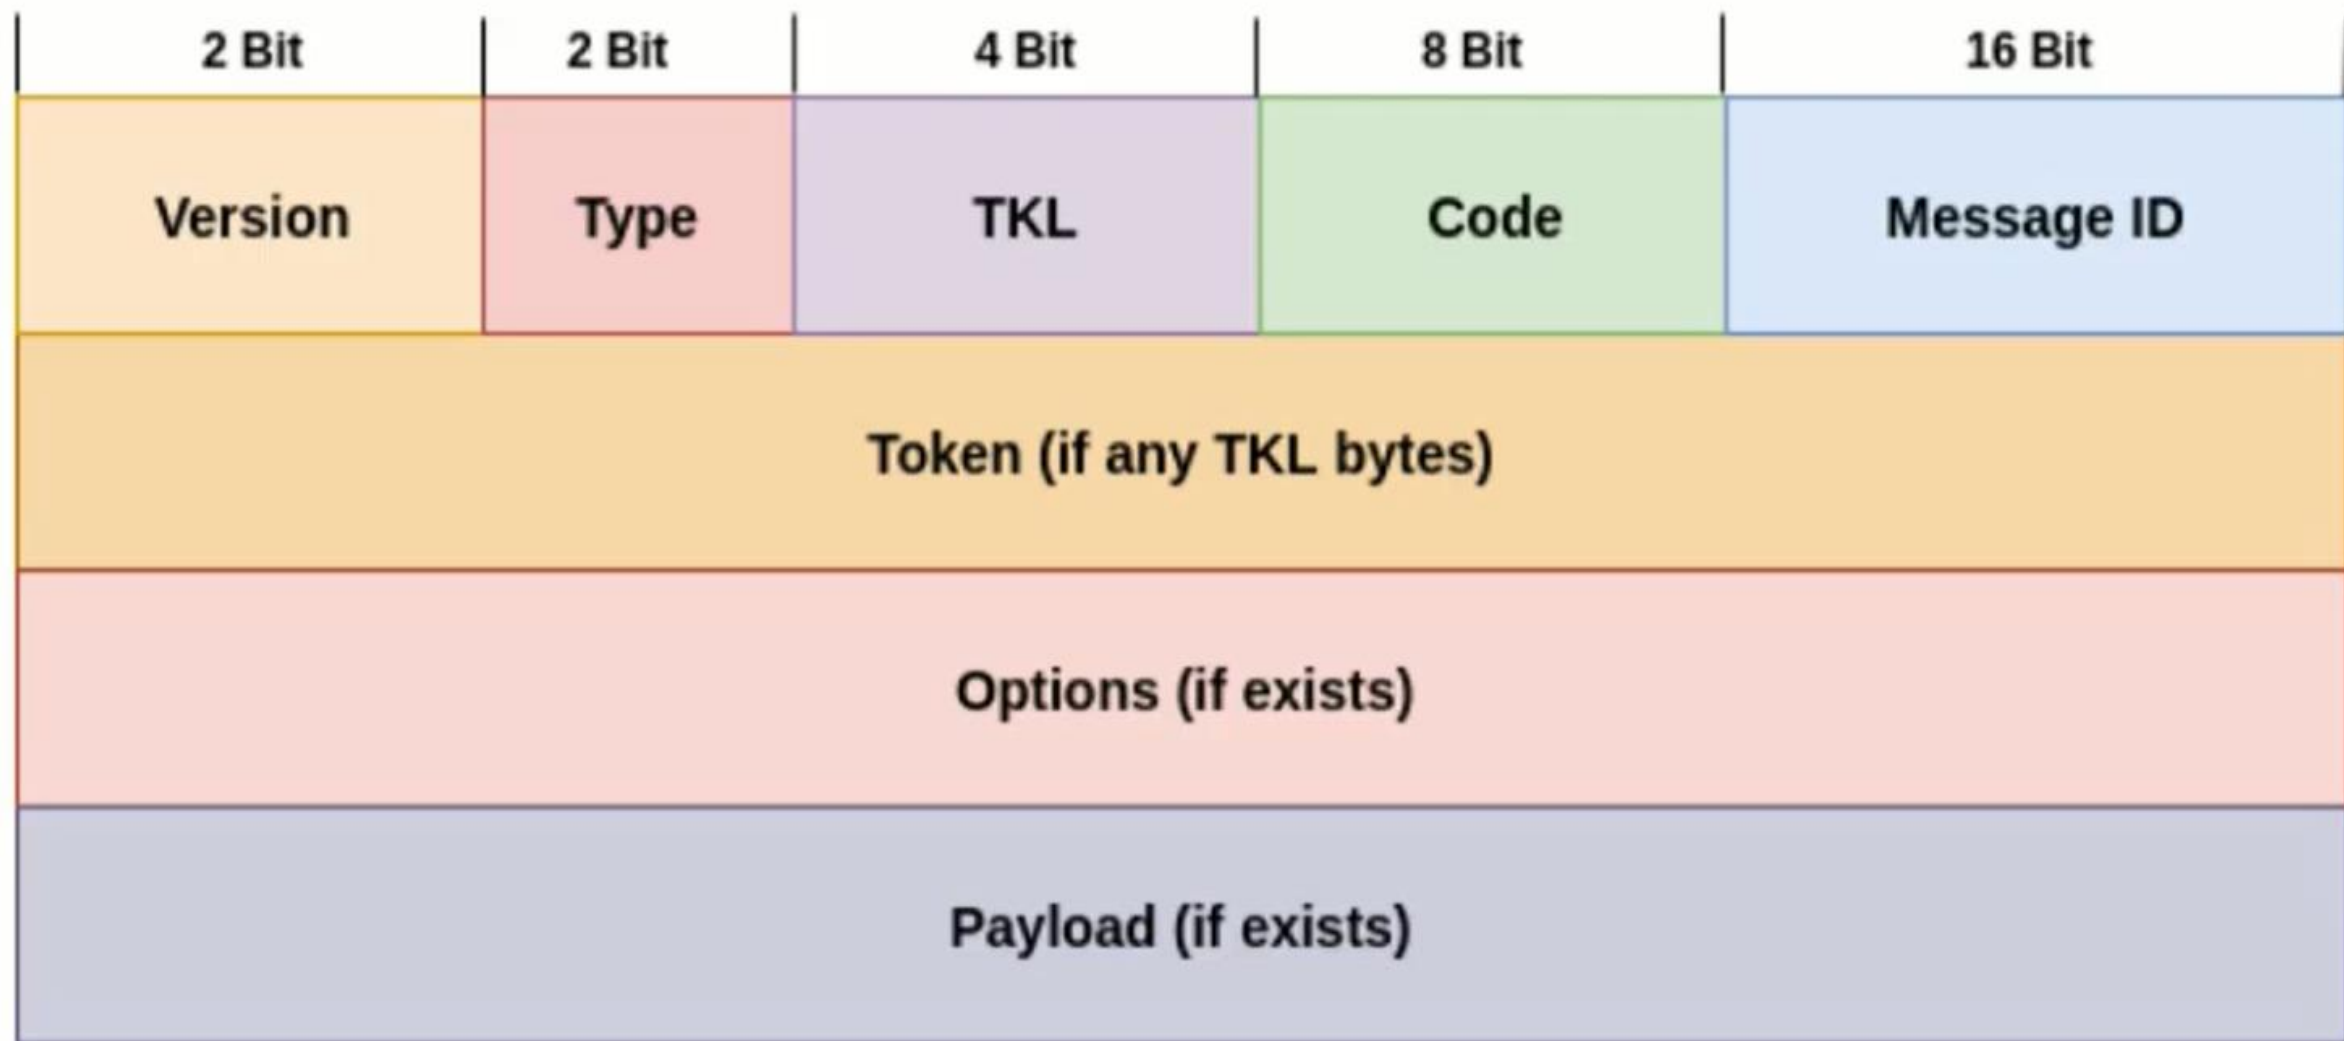 2 Bit 2 Bit 4 Bit 8 Bit 16 Bit
Version Type TKL Code Message ID
Token (if any TKL bytes)
Options (if exists)
Payload (if exists)